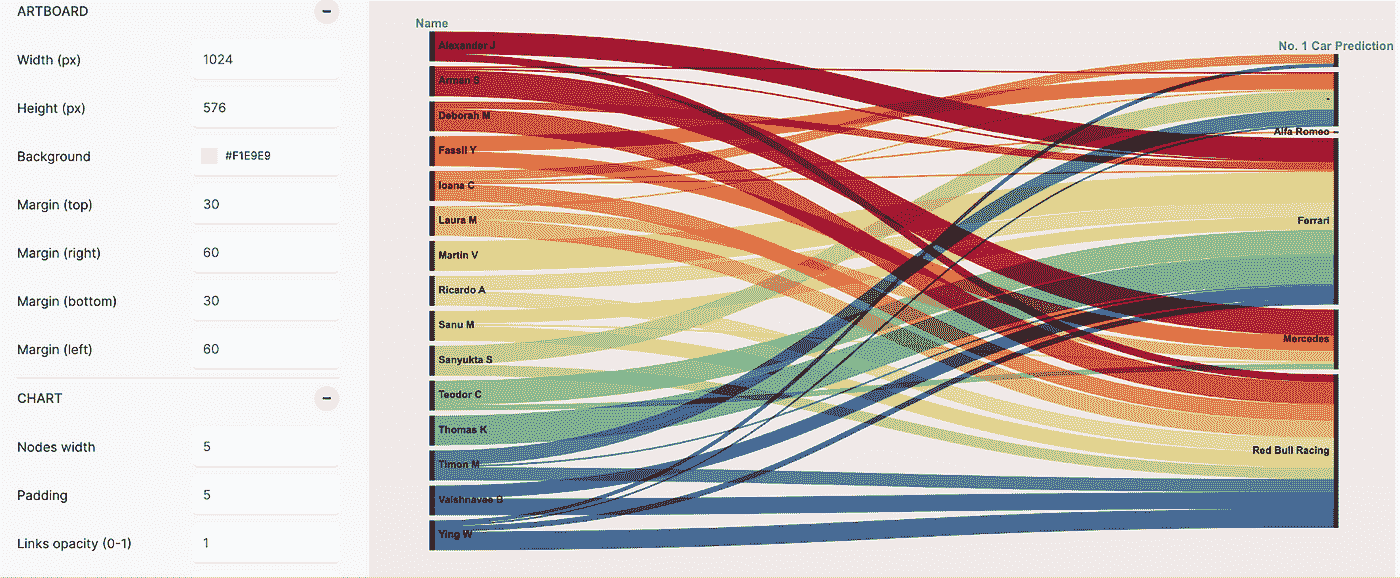 ARTBOARD
Width (px) 1024
Height (px) 576
Background #F1E9E9
Margin (top) 30
Margin (right) 60
Margin (bottom) 30
Margin (left) 60
CHART
Nodes width 5
Padding 5
Links opacity (0-1) 1
Name
Alexander J
Arman S
Deborah M
Fassil Y
Ioana C
Laura M
Martin V
Ricardo A
Sanu M
Sanyukta S
Teodor C
Thomas K
Timon M
Ying W
No. 1 Car Prediction
-
Alfa Romeo
Ferrari
Mercedes
Red Bull Racing